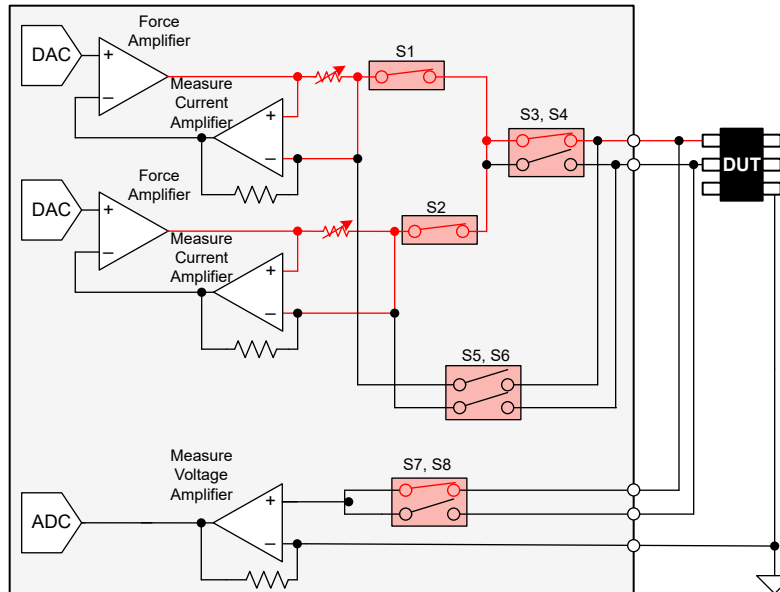 Force
Amplifier
DAC
+
−
Measure
Current
Amplifier
+
−
S1
S3, S4
DUT
Force
Amplifier
DAC
+
−
Measure
Current
Amplifier
+
−
S2
S5, S6
Measure
Voltage
Amplifier
ADC
+
−
S7, S8